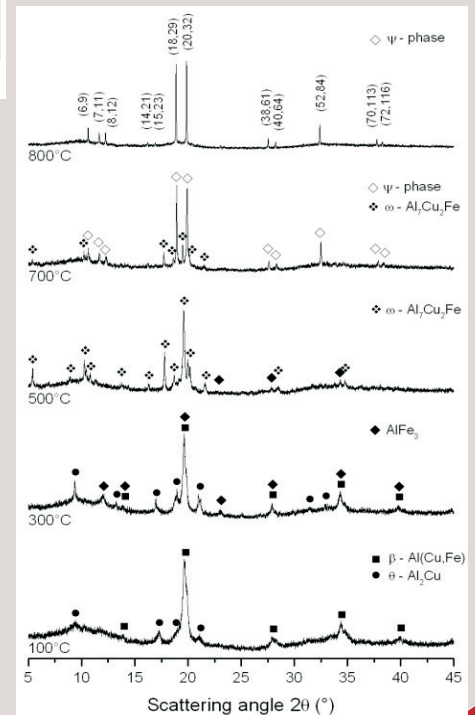 ψ - phase
(6,9)
(7,11)
(8,12)
(14,21)
(15,23)
(18,29)
(20,32)
(38,61)
(40,64)
(52,84)
(70,113)
(72,116)
800°C
ψ - phase
ω - Al₇Cu₂Fe
700°C
ω - Al₇Cu₂Fe
500°C
AlFe₃
300°C
β - Al(Cu,Fe)
θ - Al₂Cu
100°C
5 10 15 20 25 30 35 40 45
Scattering angle 2θ (°)